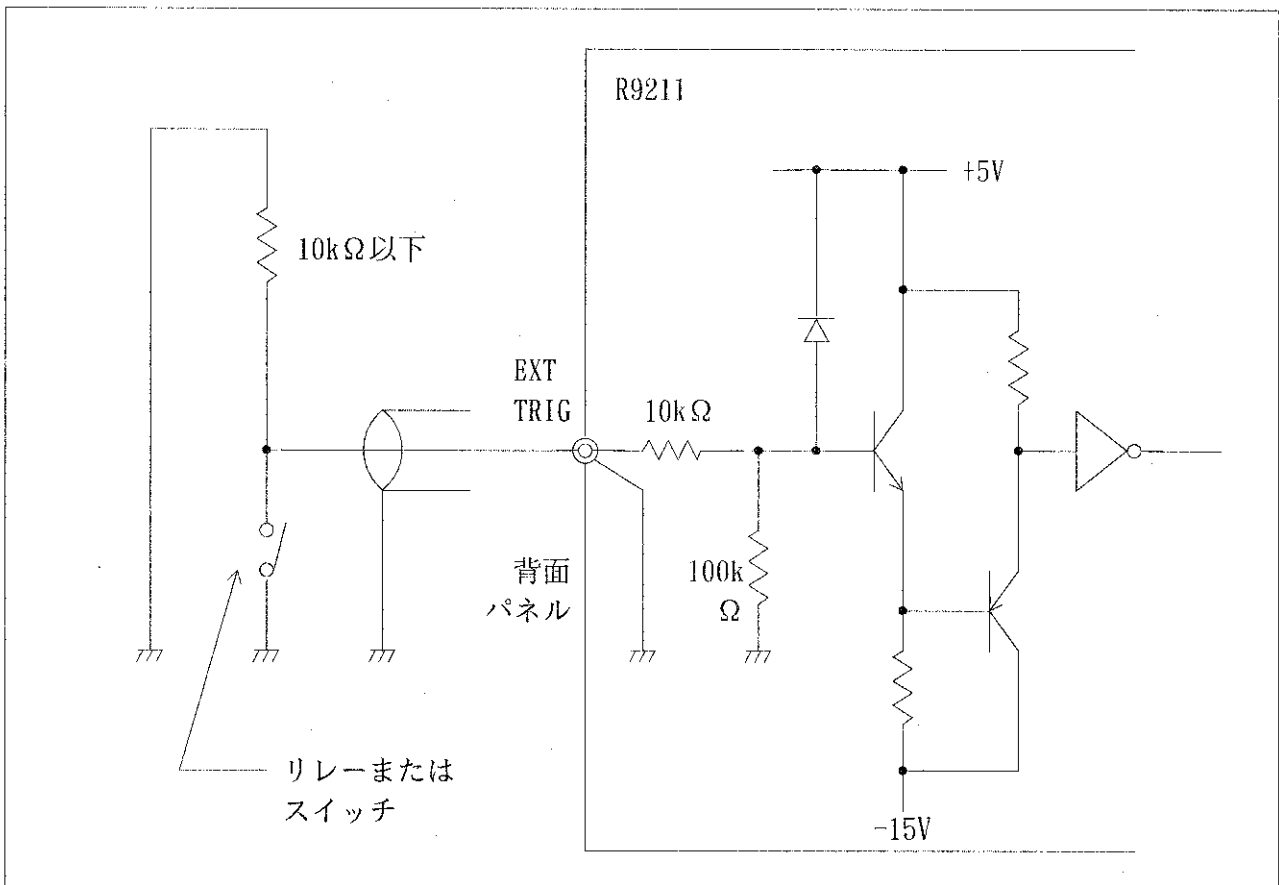 R9211
+5V
10kΩ以下
EXT
TRIG
10kΩ
背面
パネル
100k
Ω
リレーまたは
スイッチ
-15V